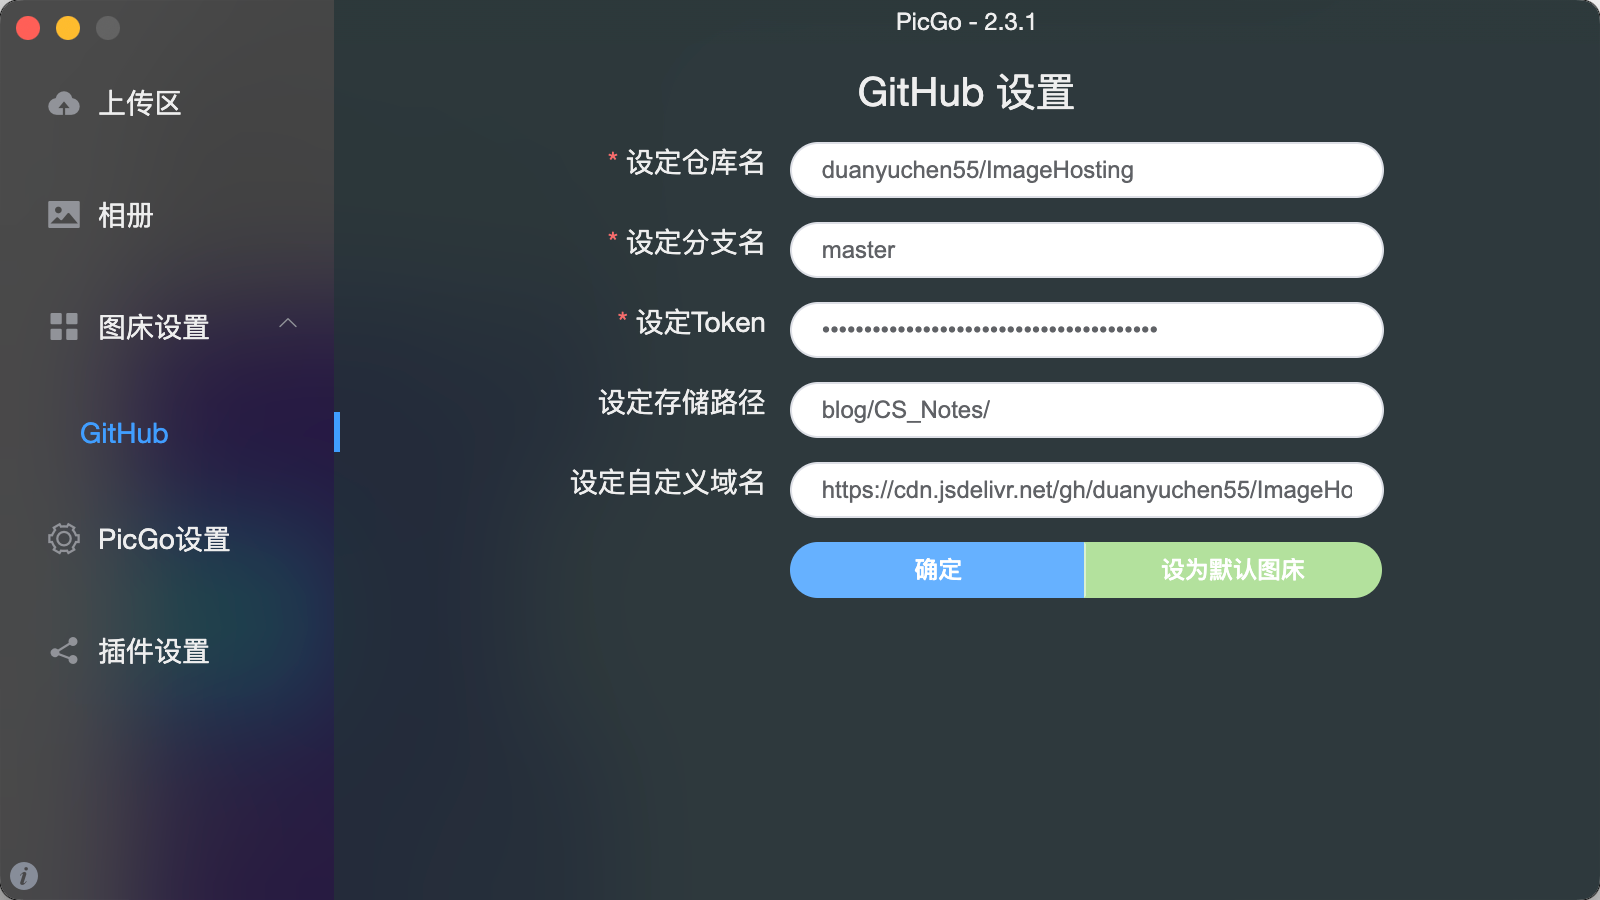 PicGo - 2.3.1
上传区
相册
图床设置
GitHub
PicGo设置
插件设置
GitHub 设置
* 设定仓库名
duanyuchen55/ImageHosting
* 设定分支名
master
* 设定Token
•••••••••••••••••••••••••••••••••••••••
设定存储路径
blog/CS_Notes/
设定自定义域名
https://cdn.jsdelivr.net/gh/duanyuchen55/ImageHo
确定
设为默认图床